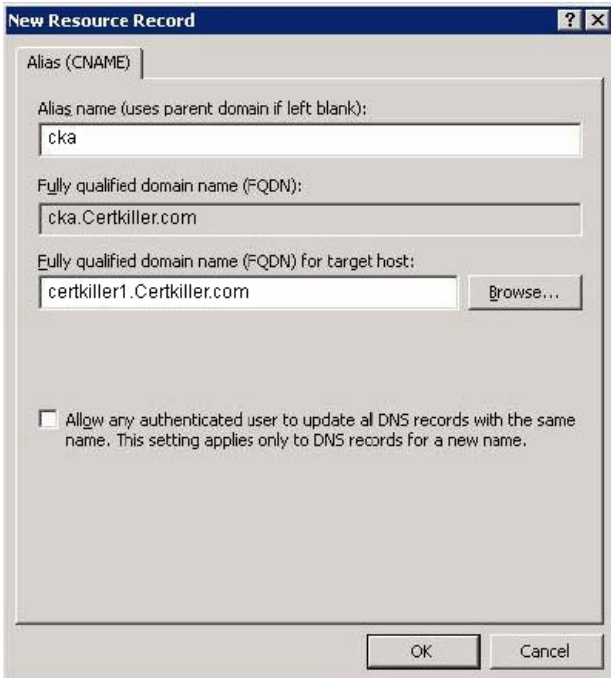 New Resource Record
Alias (CNAME)
Alias name (uses parent domain if left blank):
cka
Fully qualified domain name (FQDN):
cka.Certkiller.com
Fully qualified domain name (FQDN) for target host:
certkiller1.Certkiller.com
Browse...
Allow any authenticated user to update al DNS records with the same
name. This setting applies only to DNS records for a new name.
OK
Cancel